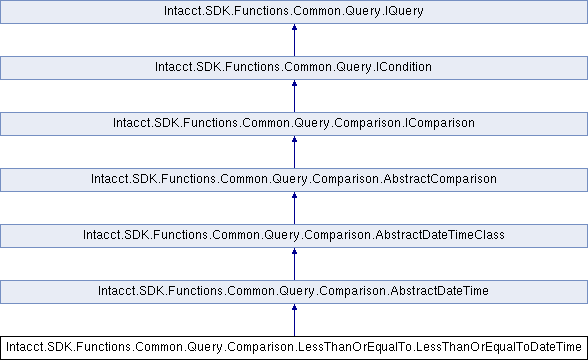 Intacct.SDK.Functions.Common.Query.IQuery
Intacct.SDK.Functions.Common.Query.ICondition
Intacct.SDK.Functions.Common.Query.Comparison.IComparison
Intacct.SDK.Functions.Common.Query.Comparison.AbstractComparison
Intacct.SDK.Functions.Common.Query.Comparison.AbstractDateTimeClass
Intacct.SDK.Functions.Common.Query.Comparison.AbstractDateTime
Intacct.SDK.Functions.Common.Query.Comparison.LessThanOrEqualTo.LessThanOrEqualToDateTime